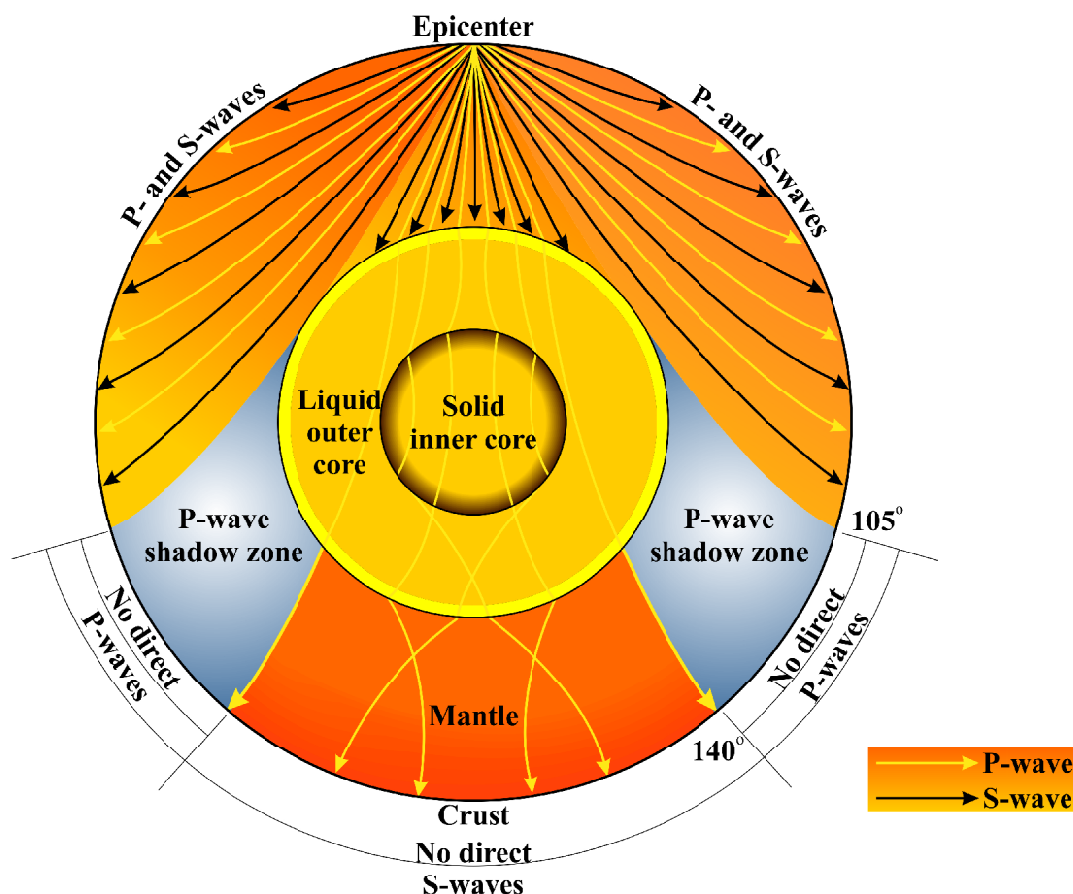 Epicenter
P- and S-waves
P- and S-waves
Liquid
outer
core
Solid
inner core
P-wave
shadow zone
P-wave
shadow zone
105°
No direct
P-waves
No direct
P-waves
Mantle
140°
P-wave
S-wave
Crust
No direct
S-waves